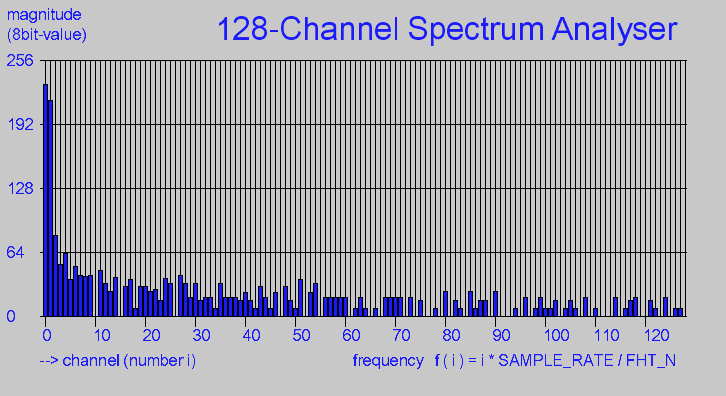 magnitude
(8bit-value)
128-Channel Spectrum Analyser
256
192
128
64
0
0 10 20 30 40 50 60 70 80 90 100 110 120
--> channel (number i) frequency f ( i ) = i * SAMPLE_RATE / FHT_N